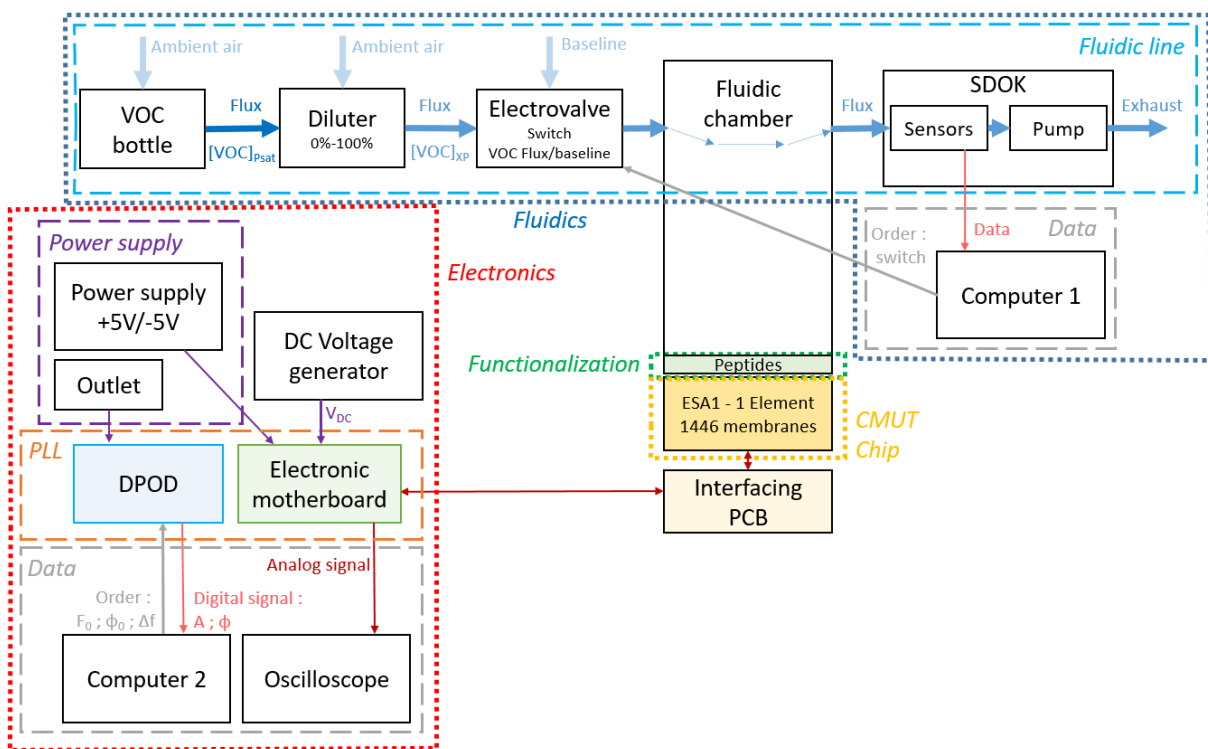 Ambient air
Ambient air
Baseline
Fluidic line
VOC
bottle
Flux
[VOC]Psat
Diluter
0%-100%
Flux
[VOC]XP
Electrovalve
Switch
VOC Flux/baseline
Fluidic
chamber
Flux
SDOK
Sensors
Pump
Exhaust
Fluidics
Order :
switch
Data
Data
Computer 1
Power supply
Power supply
+5V/-5V
Outlet
DC Voltage
generator
VDC
Electronics
Functionalization
Peptides
ESA1 - 1 Element
1446 membranes
CMUT
Chip
PLL
DPOD
Electronic
motherboard
Interfacing
PCB
Data
Order :
F0 ; ϕ0 ; Δf
Digital signal :
A ; ϕ
Analog signal
Computer 2
Oscilloscope